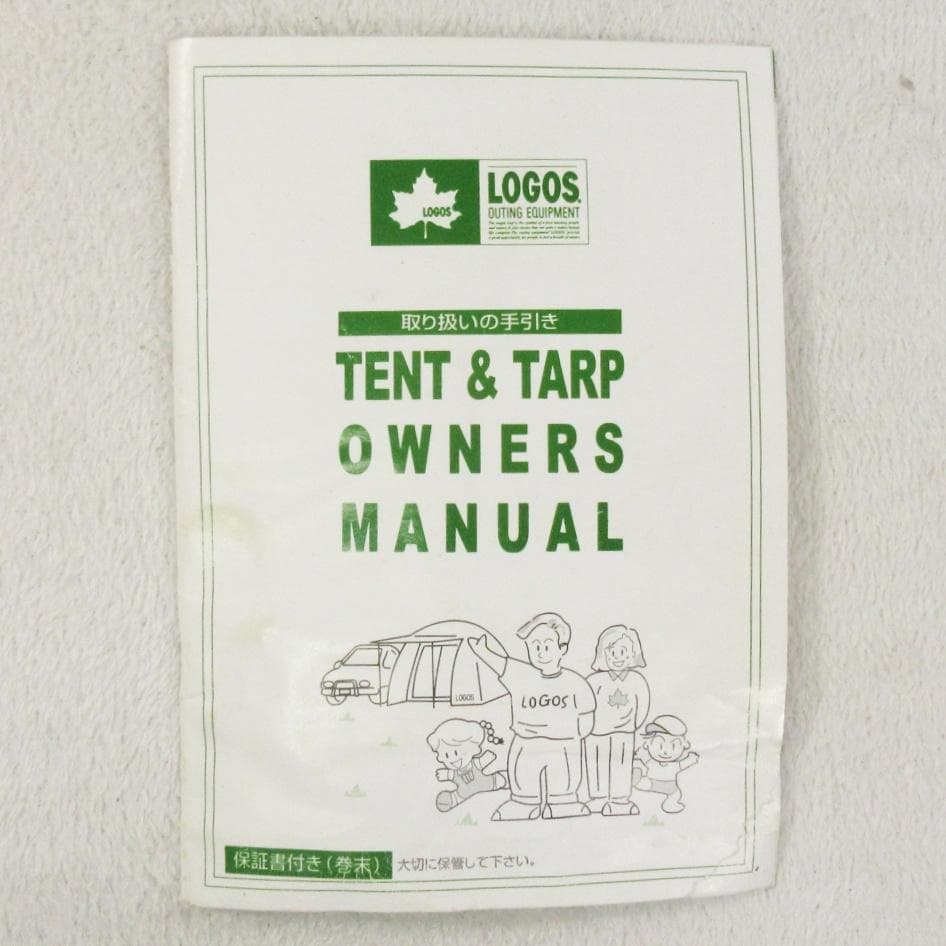 LOGOS
LOGOS
OUTING EQUIPMENT
取り扱いの手引き
TENT & TARP
OWNERS
MANUAL
LOGOS
LOGOS
保証書付き(巻末)
大切に保管して下さい。